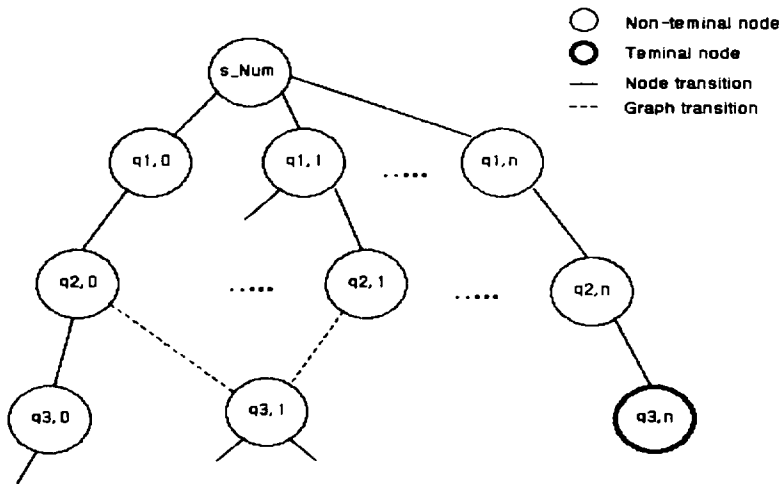 Non-teminal node
Teminal node
Node transition
Graph transition
s_Num
q1,0
q1,1
q1,n
q2,0
q2,1
q2,n
q3,0
q3,1
q3,n